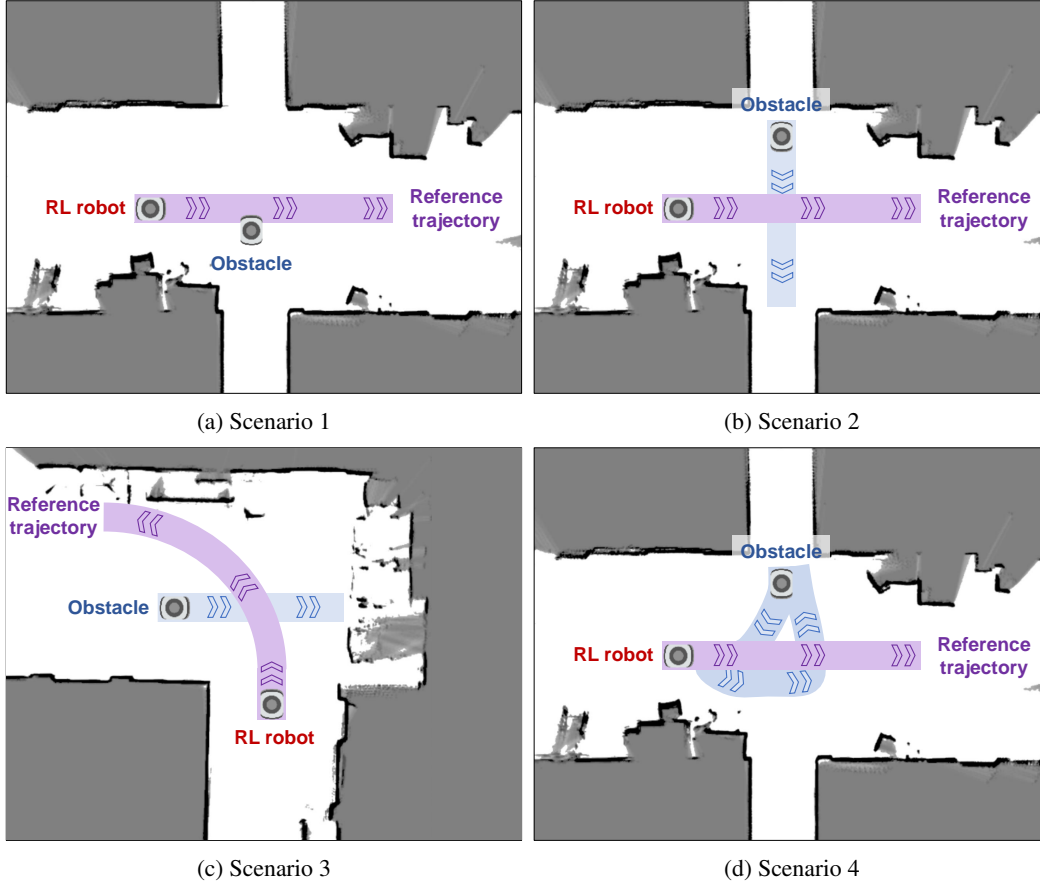 RL robot
Reference
trajectory
Obstacle
(a) Scenario 1
Obstacle
RL robot
Reference
trajectory
(b) Scenario 2
Reference
trajectory
Obstacle
RL robot
(c) Scenario 3
Obstacle
RL robot
Reference
trajectory
(d) Scenario 4